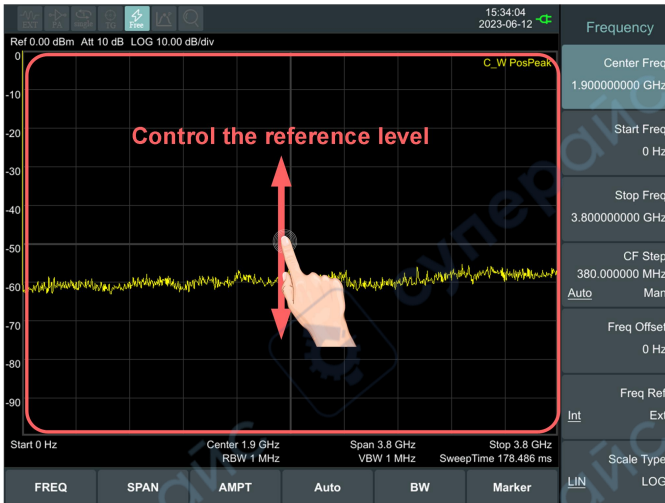 EXT
PA
Single
TG
Free
15:34:04
2023-06-12
Ref 0.00 dBm Att 10 dB LOG 10.00 dB/div
Frequency
Center Freq
1.900000000 GHz
Start Freq
0 Hz
Stop Freq
3.800000000 GHz
CF Step
380.000000 MHz
Auto Man
Freq Offset
0 Hz
Freq Ref
Int Ext
Scale Type
LIN LOG
0
C_W PosPeak
-10
-20
Control the reference level
-30
-40
-50
-60
-70
-80
-90
Start 0 Hz Center 1.9 GHz Span 3.8 GHz Stop 3.8 GHz
RBW 1 MHz VBW 1 MHz SweepTime 178.486 ms
FREQ SPAN AMPT Auto BW Marker